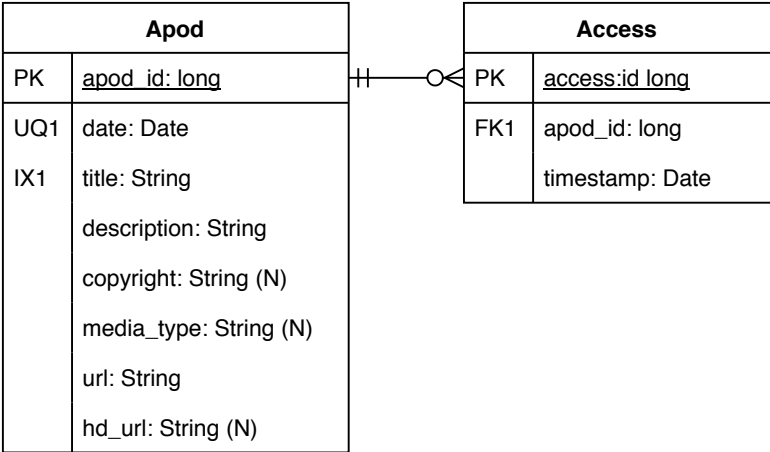 Apod
PK apod_id: long
UQ1 date: Date
IX1 title: String
description: String
copyright: String (N)
media_type: String (N)
url: String
hd_url: String (N)
Access
PK access:id long
FK1 apod_id: long
timestamp: Date